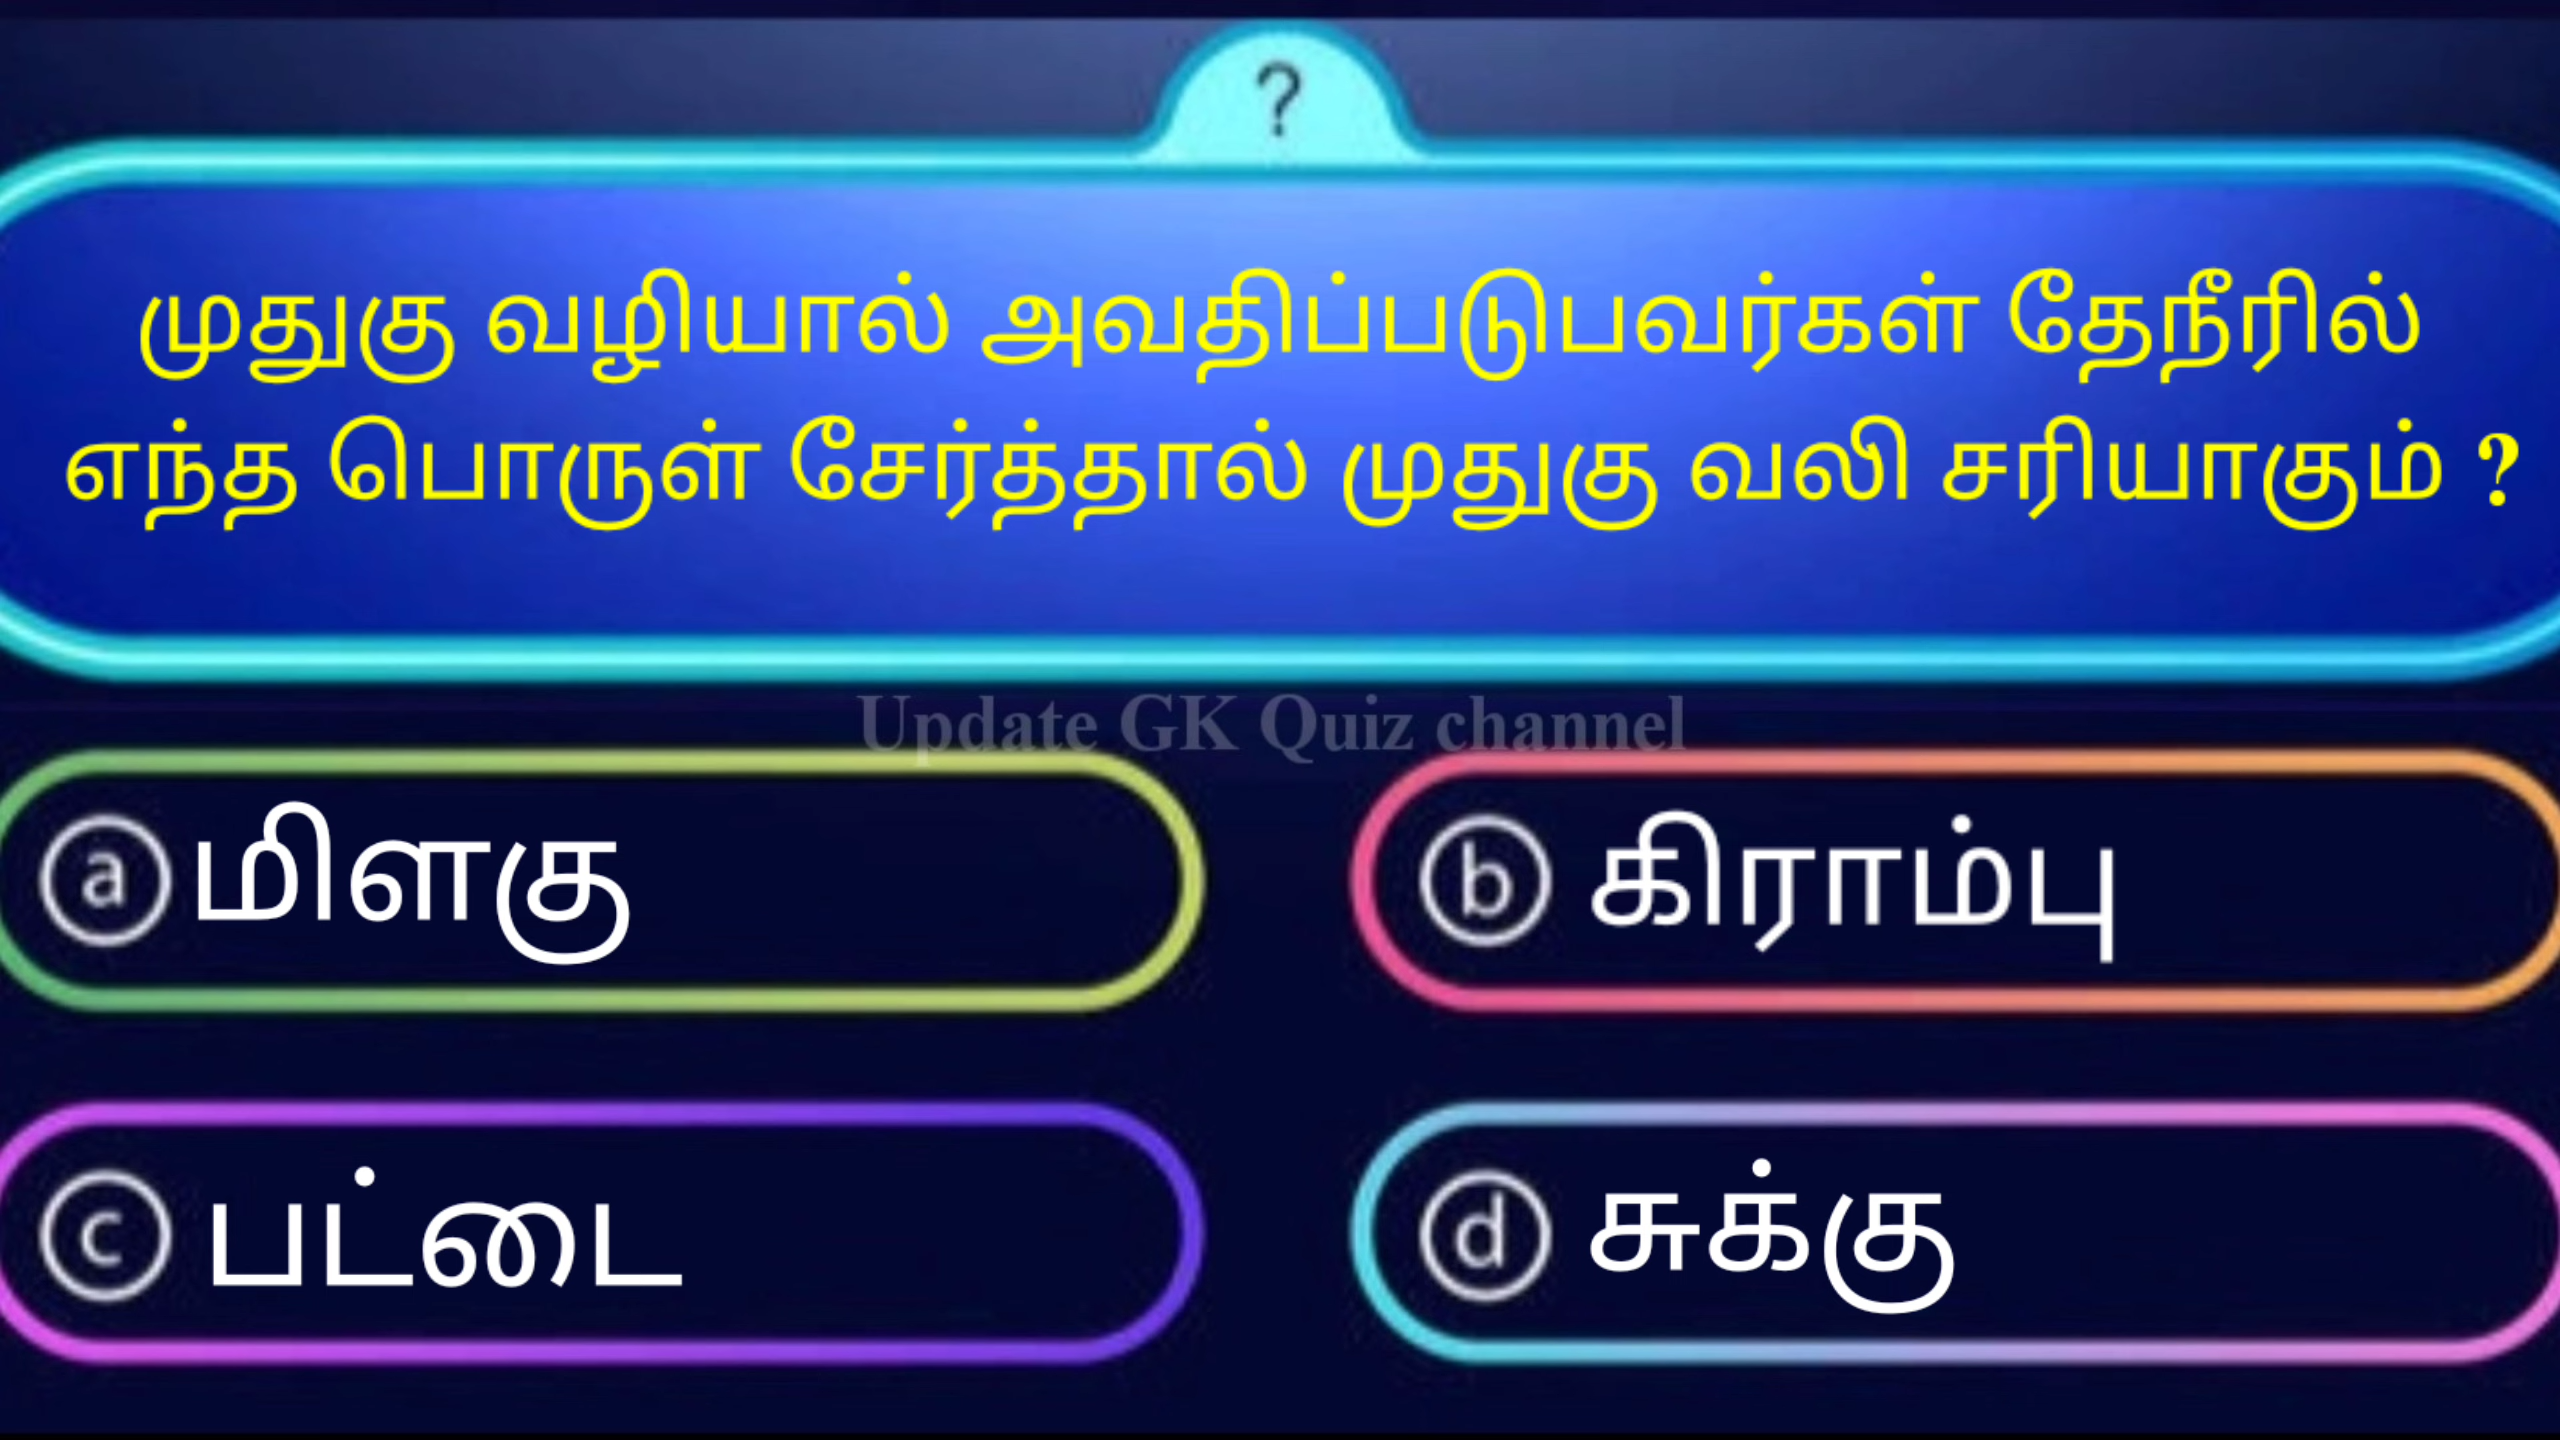 ?
முதுகு வழியால் அவதிப்படுபவர்கள் தேநீரில்
எந்த பொருள் சேர்த்தால் முதுகு வலி சரியாகும் ?
Update GK Quiz channel
a மிளகு
b கிராம்பு
c பட்டை
d சுக்கு